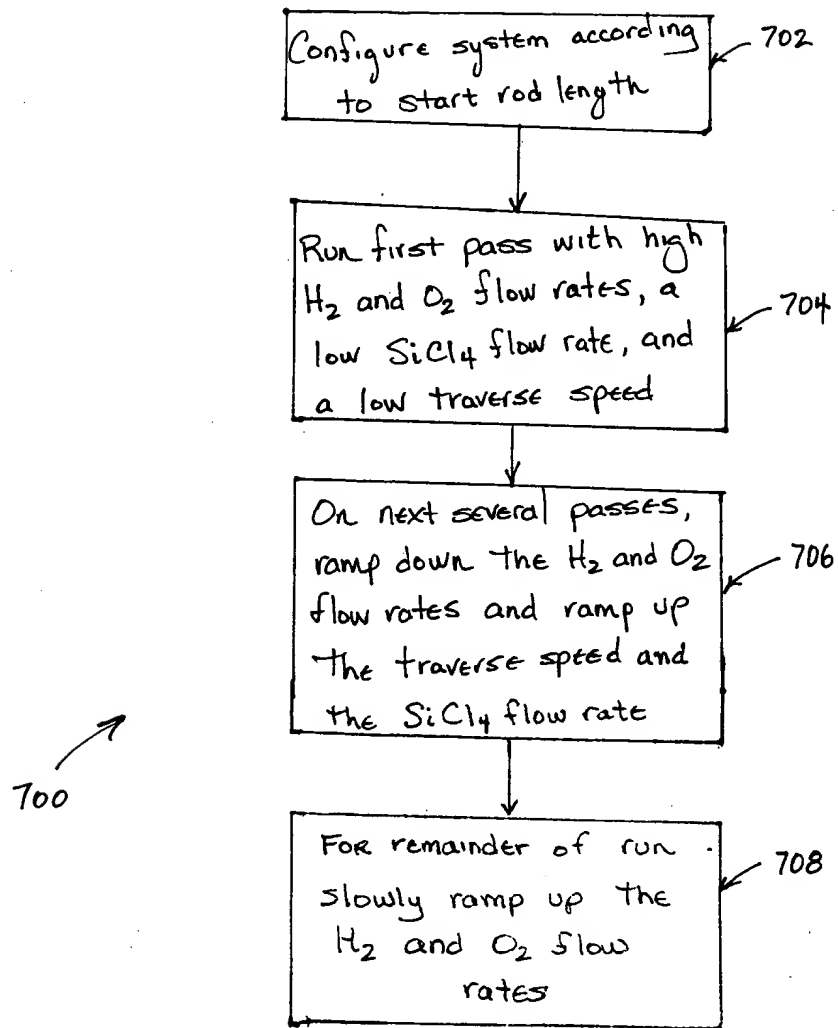 Configure system according
to start rod length
702
Run first pass with high
H₂ and O₂ flow rates, a
low SiCl₄ flow rate, and
a low traverse speed
704
On next several passes,
ramp down the H₂ and O₂
flow rates and ramp up
the traverse speed and
the SiCl₄ flow rate
706
700
For remainder of run
slowly ramp up the
H₂ and O₂ flow
rates
708